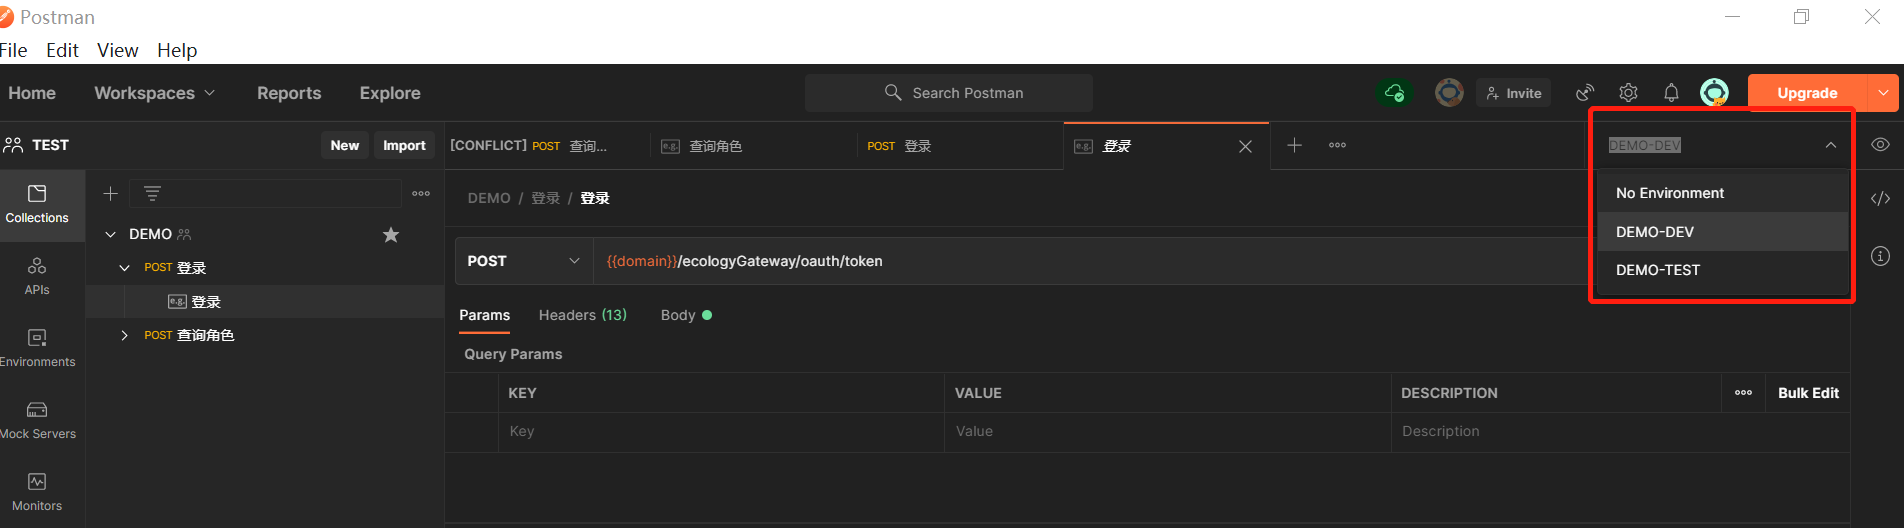 Postman
File Edit View Help
Home Workspaces Reports Explore Search Postman Invite Upgrade
TEST New Import
[CONFLICT] POST 查询... e.g. 查询角色 POST 登录 e.g. 登录
DEMO-DEV
No Environment
DEMO-DEV
DEMO-TEST
Collections
APIs
Environments
Mock Servers
Monitors
DEMO
POST 登录
e.g. 登录
POST 查询角色
DEMO / 登录 / 登录
POST {{domain}}/ecologyGateway/oauth/token
Params Headers (13) Body
Query Params
KEY VALUE DESCRIPTION Bulk Edit
Key Value Description